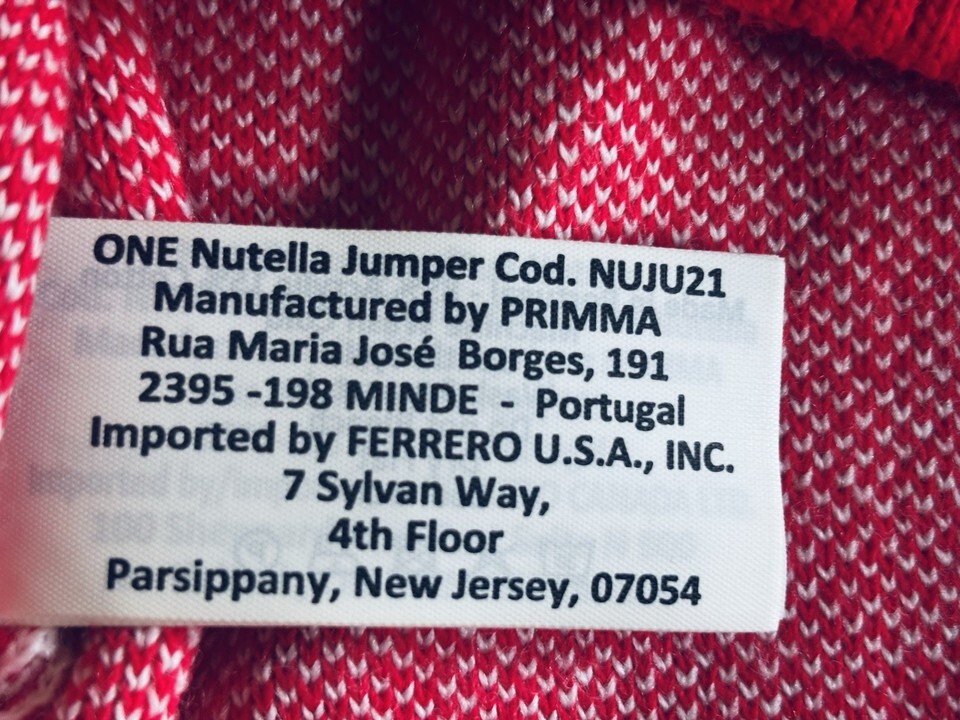 ONE Nutella Jumper Cod. NUJU21
Manufactured by PRIMMA
Rua Maria José Borges, 191
2395 -198 MINDE - Portugal
Imported by FERRERO U.S.A., INC.
7 Sylvan Way,
4th Floor
Parsippany, New Jersey, 07054